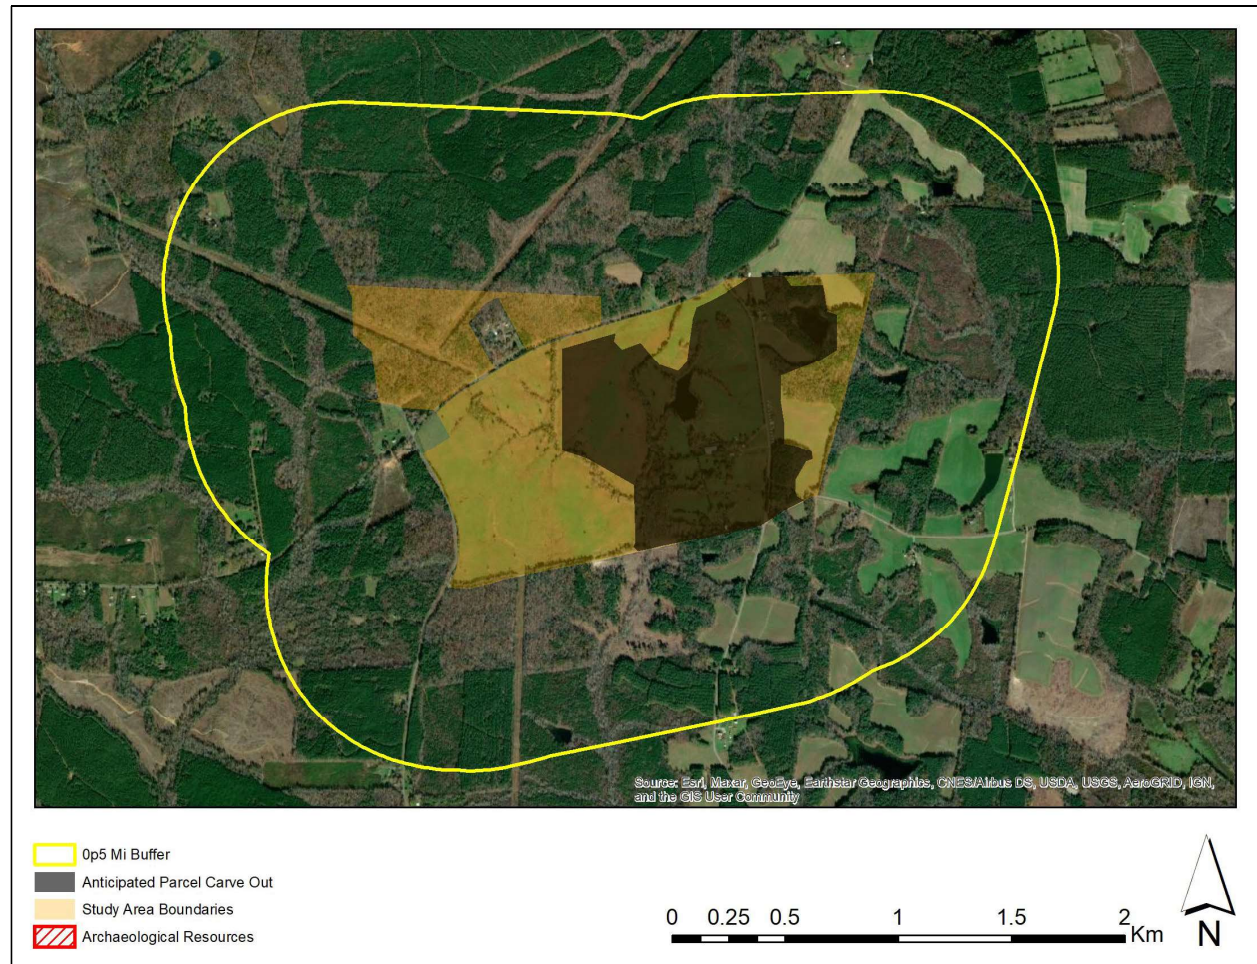 Source: Esri, Maxar, GeoEye, Earthstar Geographics, CNES/Airbus DS, USDA, USGS, AeroGRID, IGN,
and the GIS User Community
0p5 Mi Buffer
Anticipated Parcel Carve Out
Study Area Boundaries
Archaeological Resources
0 0.25 0.5 1 1.5 2
Km
N